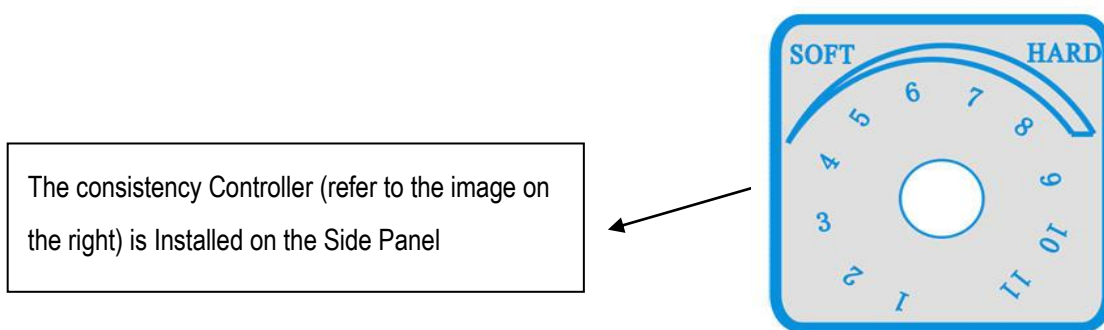 SOFT HARD
1 2 3 4 5 6 7 8 9 10 11
The consistency Controller (refer to the image on
the right) is Installed on the Side Panel